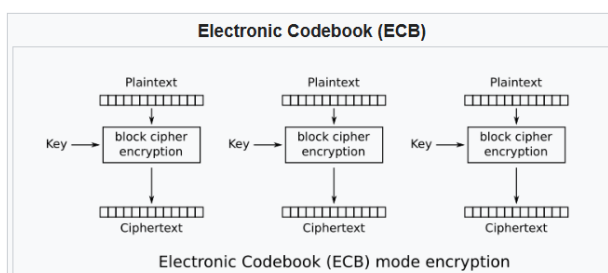 Electronic Codebook (ECB)
Plaintext Plaintext Plaintext
Key block cipher encryption Key block cipher encryption Key block cipher encryption
Ciphertext Ciphertext Ciphertext
Electronic Codebook (ECB) mode encryption